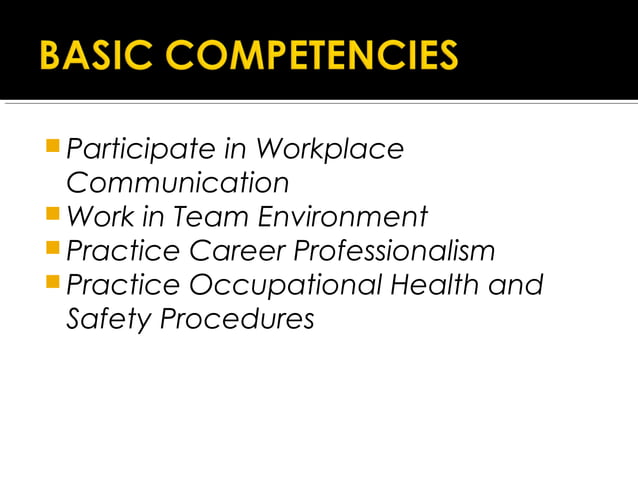 BASIC COMPETENCIES
Participate in Workplace
Communication
Work in Team Environment
Practice Career Professionalism
Practice Occupational Health and
Safety Procedures